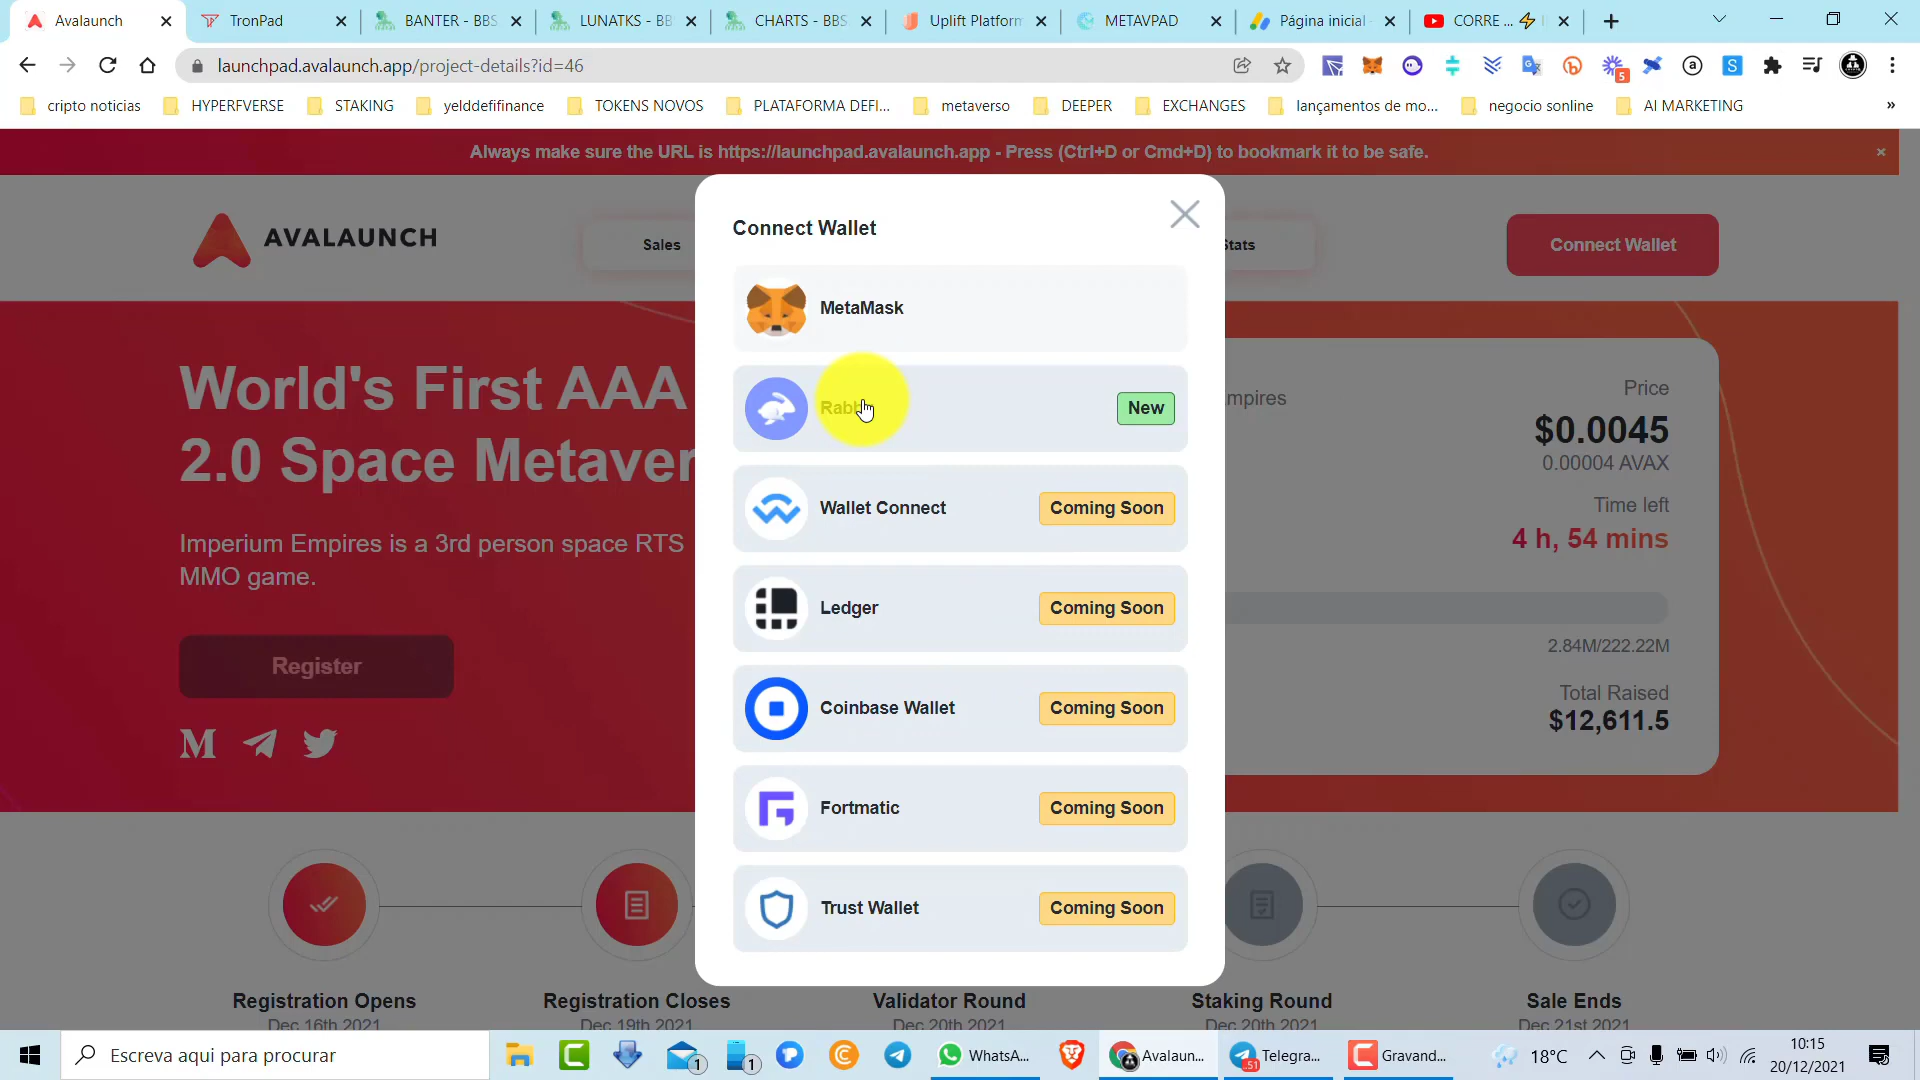 Avalaunch
TronPad
BANTER - BBS
LUNATKS - BB
CHARTS - BBS
Uplift Platform
METAVPAD
Página inicial
CORRE ...
launchpad.avalaunch.app/project-details?id=46
5
cripto noticias
HYPERFVERSE
STAKING
yelddefifinance
TOKENS NOVOS
PLATAFORMA DEFI...
metaverso
DEEPER
EXCHANGES
lançamentos de mo...
negocio sonline
AI MARKETING
Always make sure the URL is https://launchpad.avalaunch.app - Press (Ctrl+D or Cmd+D) to bookmark it to be safe.
AVALAUNCH
Sales
Stats
Connect Wallet
Connect Wallet
MetaMask
Rabb
New
Wallet Connect
Coming Soon
Ledger
Coming Soon
Coinbase Wallet
Coming Soon
Fortmatic
Coming Soon
Trust Wallet
Coming Soon
World's First AAA
2.0 Space Metaver
Imperium Empires is a 3rd person space RTS
MMO game.
Register
mpires
Price
$0.0045
0.00004 AVAX
Time left
4 h, 54 mins
2.84M/222.22M
Total Raised
$12,611.5
Registration Opens
Dec 16th 2021
Registration Closes
Dec 19th 2021
Validator Round
Dec 20th 2021
Staking Round
Dec 20th 2021
Sale Ends
Dec 21st 2021
Escreva aqui para procurar
1
1
WhatsA...
Avalaun...
51
Telegra...
Gravand...
18°C
10:15
20/12/2021